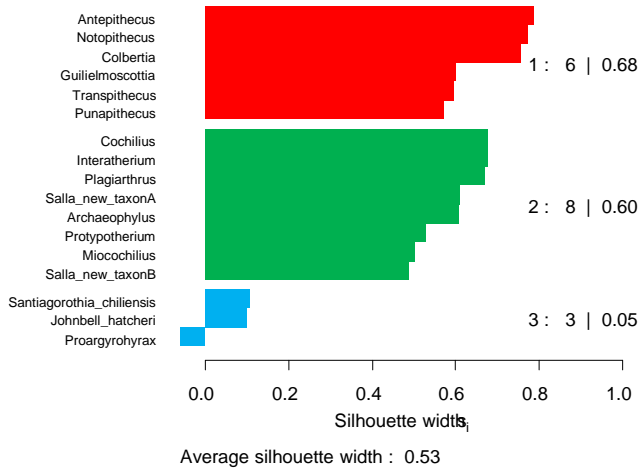 Antepithecus
Notopithecus
Colbertia
Guilielmoscottia
Transpithecus
Punapithecus
1 : 6 | 0.68
Cochilius
Interatherium
Plagiarthrus
Salla_new_taxonA
Archaeophylus
Protypotherium
Miocochilius
Salla_new_taxonB
2 : 8 | 0.60
Santiagorothia_chiliensis
Johnbell_hatcheri
Proargyrohyrax
3 : 3 | 0.05
0.0 0.2 0.4 0.6 0.8 1.0
Silhouette width si
Average silhouette width : 0.53